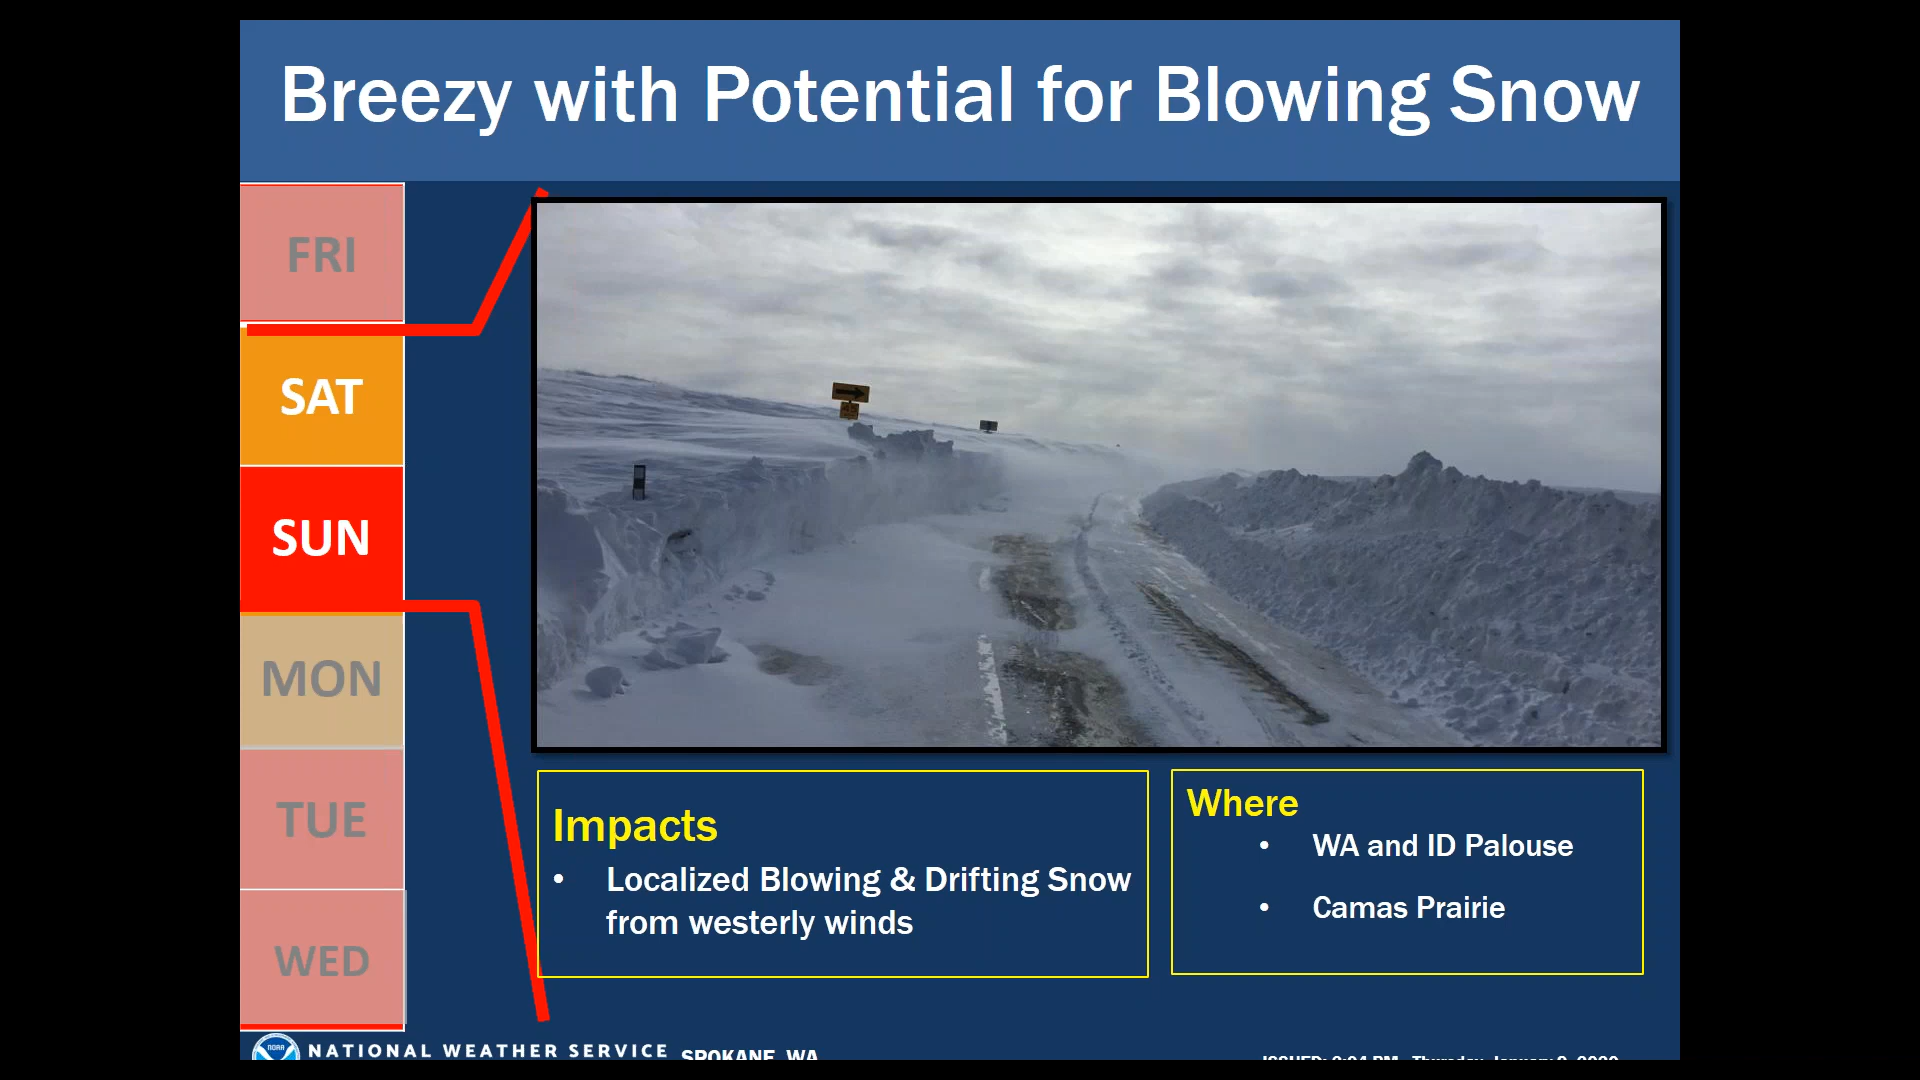 Breezy with Potential for Blowing Snow
FRI
SAT
SUN
MON
TUE
WED
Impacts
• Localized Blowing & Drifting Snow
from westerly winds
Where
• WA and ID Palouse
• Camas Prairie
NOAA
NATIONAL WEATHER SERVICE SPOKANE, WA